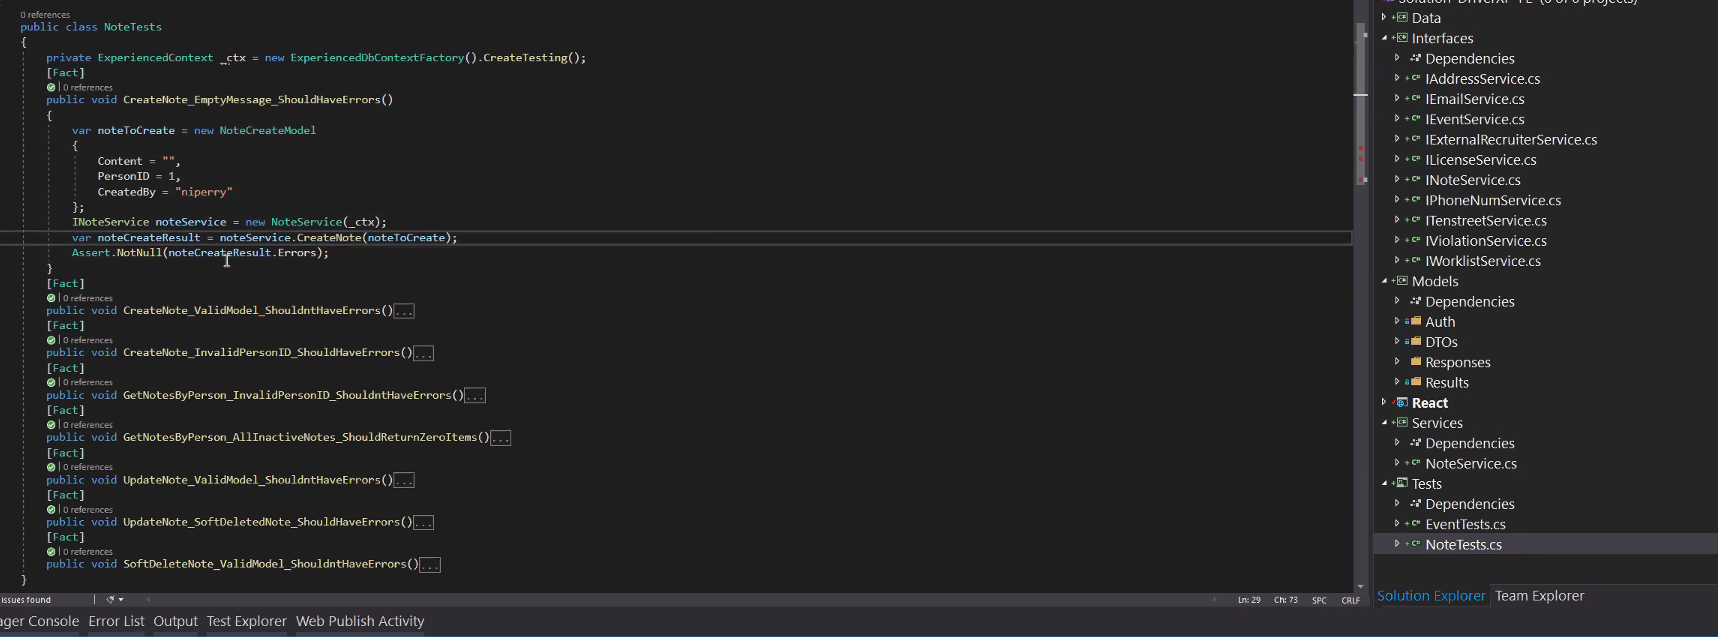 0 references
public class NoteTests
{
private ExperiencedContext _ctx = new ExperiencedDbContextFactory().CreateTesting();
[Fact]
| 0 references
public void CreateNote_EmptyMessage_ShouldHaveErrors()
{
var noteToCreate = new NoteCreateModel
{
Content = "",
PersonID = 1,
CreatedBy = "niperry"
};
INoteService noteService = new NoteService(_ctx);
var noteCreateResult = noteService.CreateNote(noteToCreate);
Assert.NotNull(noteCreateResult.Errors);
}
[Fact]
| 0 references
public void CreateNote_ValidModel_ShouldntHaveErrors()...
[Fact]
| 0 references
public void CreateNote_InvalidPersonID_ShouldHaveErrors()...
[Fact]
| 0 references
public void GetNotesByPerson_InvalidPersonID_ShouldntHaveErrors()...
[Fact]
| 0 references
public void GetNotesByPerson_AllInactiveNotes_ShouldReturnZeroItems()...
[Fact]
| 0 references
public void UpdateNote_ValidModel_ShouldntHaveErrors()...
[Fact]
| 0 references
public void UpdateNote_SoftDeletedNote_ShouldHaveErrors()...
[Fact]
| 0 references
public void SoftDeleteNote_ValidModel_ShouldntHaveErrors()...
}
issues found
Ln: 29 Ch: 73 SPC CRLF
ager Console Error List Output Test Explorer Web Publish Activity
Data
Interfaces
Dependencies
IAddressService.cs
IEmailService.cs
IEventService.cs
IExternalRecruiterService.cs
ILicenseService.cs
INoteService.cs
IPhoneNumService.cs
ITenstreetService.cs
IViolationService.cs
IWorklistService.cs
Models
Dependencies
Auth
DTOs
Responses
Results
React
Services
Dependencies
NoteService.cs
Tests
Dependencies
EventTests.cs
NoteTests.cs
Solution Explorer Team Explorer